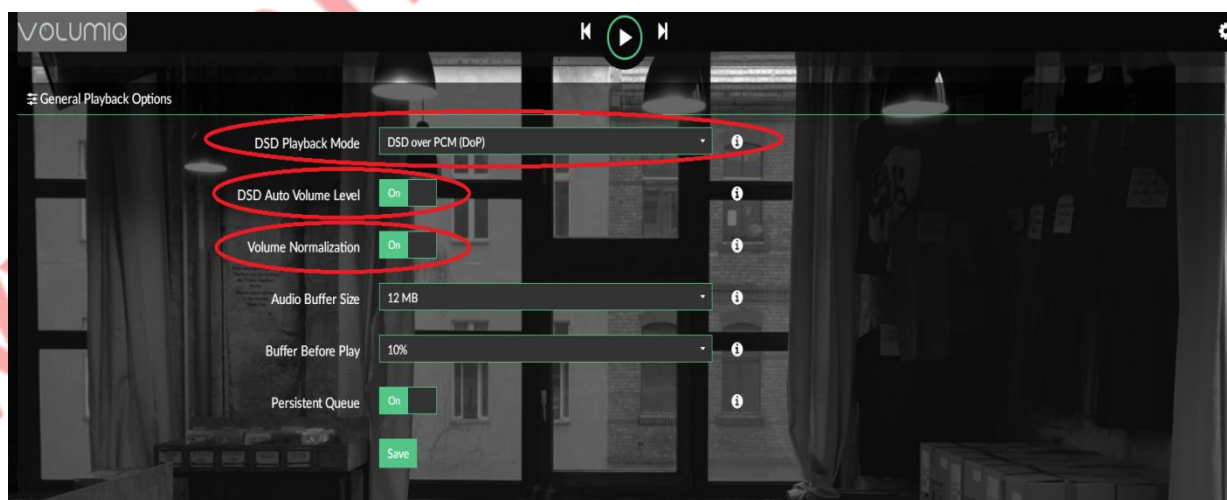 VOLUMIO
General Playback Options
DSD Playback Mode DSD over PCM (DoP)
DSD Auto Volume Level On
Volume Normalization On
Audio Buffer Size 12 MB
Buffer Before Play 10%
Persistent Queue On
Save